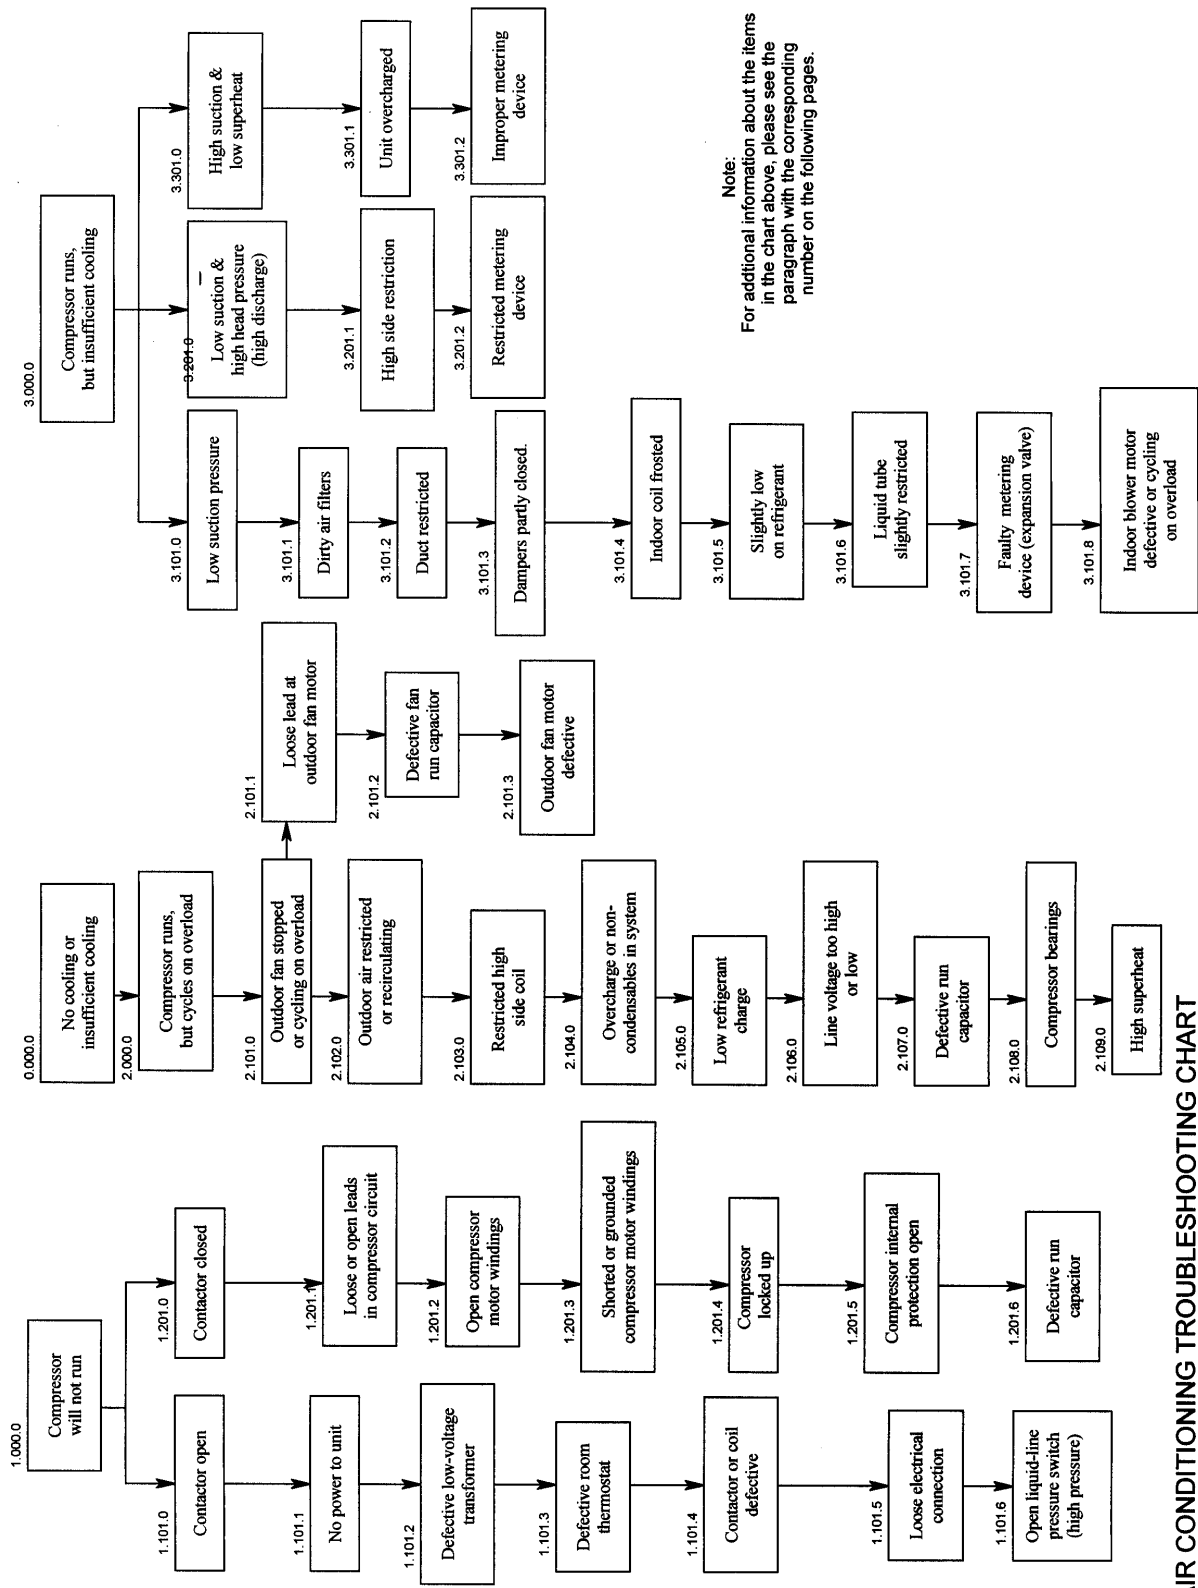 1.000.0
Compressor
will not run
1.101.0
Contactor open
1.101.1
No power to unit
1.101.2
Defective low-voltage
transformer
1.101.3
Defective room
thermostat
1.101.4
Contactor or coil
defective
1.101.5
Loose electrical
connection
1.101.6
Open liquid-line
pressure switch
(high pressure)
1.201.0
Contactor closed
1.201.1
Loose or open leads
in compressor circuit
1.201.2
Open compressor
motor windings
1.201.3
Shorted or grounded
compressor motor windings
1.201.4
Compressor
locked up
1.201.5
Compressor internal
protection open
1.201.6
Defective run
capacitor
0.000.0
No cooling or
insufficient cooling
2.000.0
Compressor runs,
but cycles on overload
2.101.0
Outdoor fan stopped
or cycling on overload
2.102.0
Outdoor air restricted
or recirculating
2.103.0
Restricted high
side coil
2.104.0
Overcharge or non-
condensables in system
2.105.0
Low refrigerant
charge
2.106.0
Line voltage too high
or low
2.107.0
Defective run
capacitor
2.108.0
Compressor bearings
2.109.0
High superheat
2.101.1
Loose lead at
outdoor fan motor
2.101.2
Defective fan
run capacitor
2.101.3
Outdoor fan motor
defective
3.000.0
Compressor runs,
but insufficient cooling
3.101.0
Low suction pressure
3.101.1
Dirty air filters
3.101.2
Duct restricted
3.101.3
Dampers partly closed.
3.101.4
Indoor coil frosted
3.101.5
Slightly low
on refrigerant
3.101.6
Liquid tube
slightly restricted
3.101.7
Faulty metering
device (expansion valve)
3.101.8
Indoor blower motor
defective or cycling
on overload
3.201.0
Low suction &
high head pressure
(high discharge)
3.201.1
High side restriction
3.201.2
Restricted metering
device
3.301.0
High suction &
low superheat
3.301.1
Unit overcharged
3.301.2
Improper metering
device
Note:
For addtional information about the items
in the chart above, please see the
paragraph with the corresponding
number on the following pages.
IR CONDITIONING TROUBLESHOOTING CHART